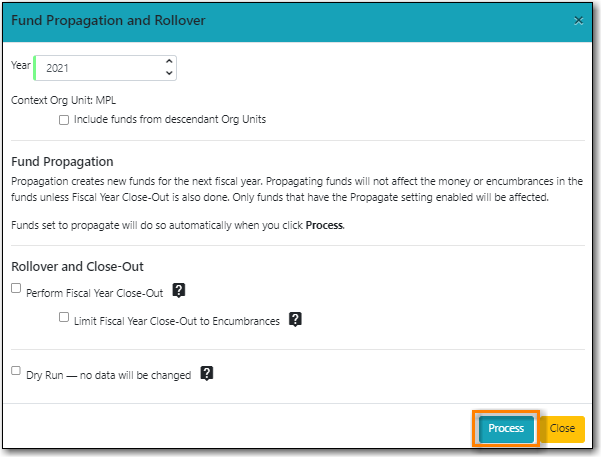 Fund Propagation and Rollover ×
Year 2021
Context Org Unit: MPL
Include funds from descendant Org Units
Fund Propagation
Propagation creates new funds for the next fiscal year. Propagating funds will not affect the money or encumbrances in the
funds unless Fiscal Year Close-Out is also done. Only funds that have the Propagate setting enabled will be affected.
Funds set to propagate will do so automatically when you click Process.
Rollover and Close-Out
Perform Fiscal Year Close-Out ?
Limit Fiscal Year Close-Out to Encumbrances ?
Dry Run — no data will be changed ?
Process Close